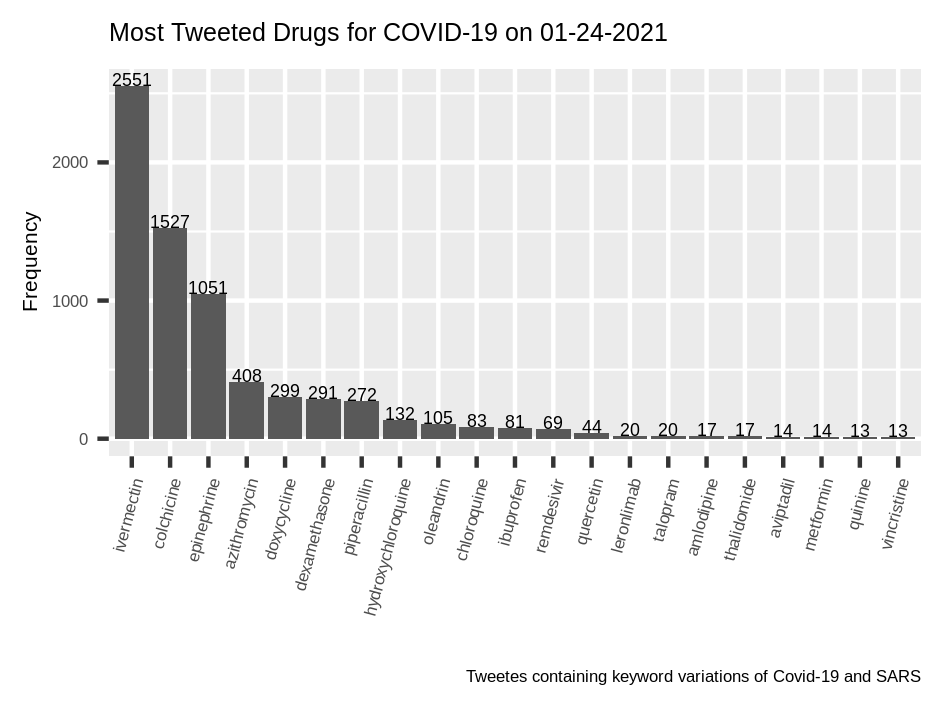 Most Tweeted Drugs for COVID-19 on 01-24-2021
Frequency
2000
1000
0
2551
1527
1051
408
299
291
272
132
105
83
81
69
44
20
20
17
17
14
14
13
13
ivermectin
colchicine
epinephrine
azithromycin
doxycycline
dexamethasone
piperacillin
hydroxychloroquine
oleandrin
chloroquine
ibuprofen
remdesivir
quercetin
leronlimab
talopram
amlodipine
thalidomide
aviptadil
metformin
quinine
vincristine
Tweetes containing keyword variations of Covid-19 and SARS